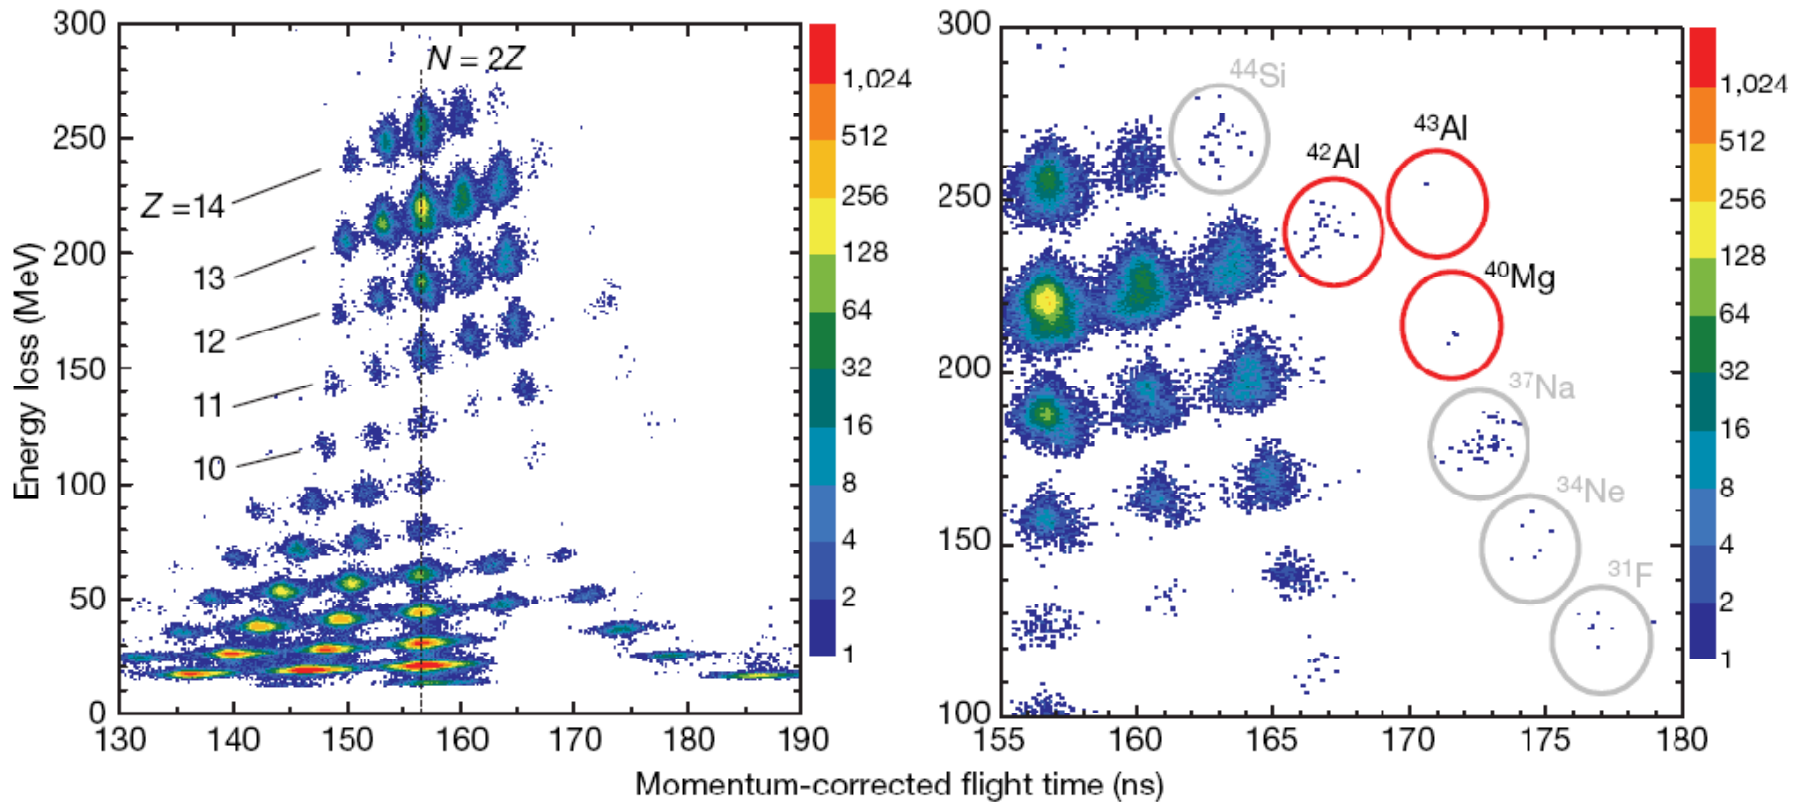 300
250
200
150
100
50
0
Energy loss (MeV)
130 140 150 160 170 180 190
N = 2Z
Z =14
13
12
11
10
1,024
512
256
128
64
32
16
8
4
2
1
300
250
200
150
100
155 160 165 170 175 180
44Si
42Al
43Al
40Mg
37Na
34Ne
31F
1,024
512
256
128
64
32
16
8
4
2
1
Momentum-corrected flight time (ns)